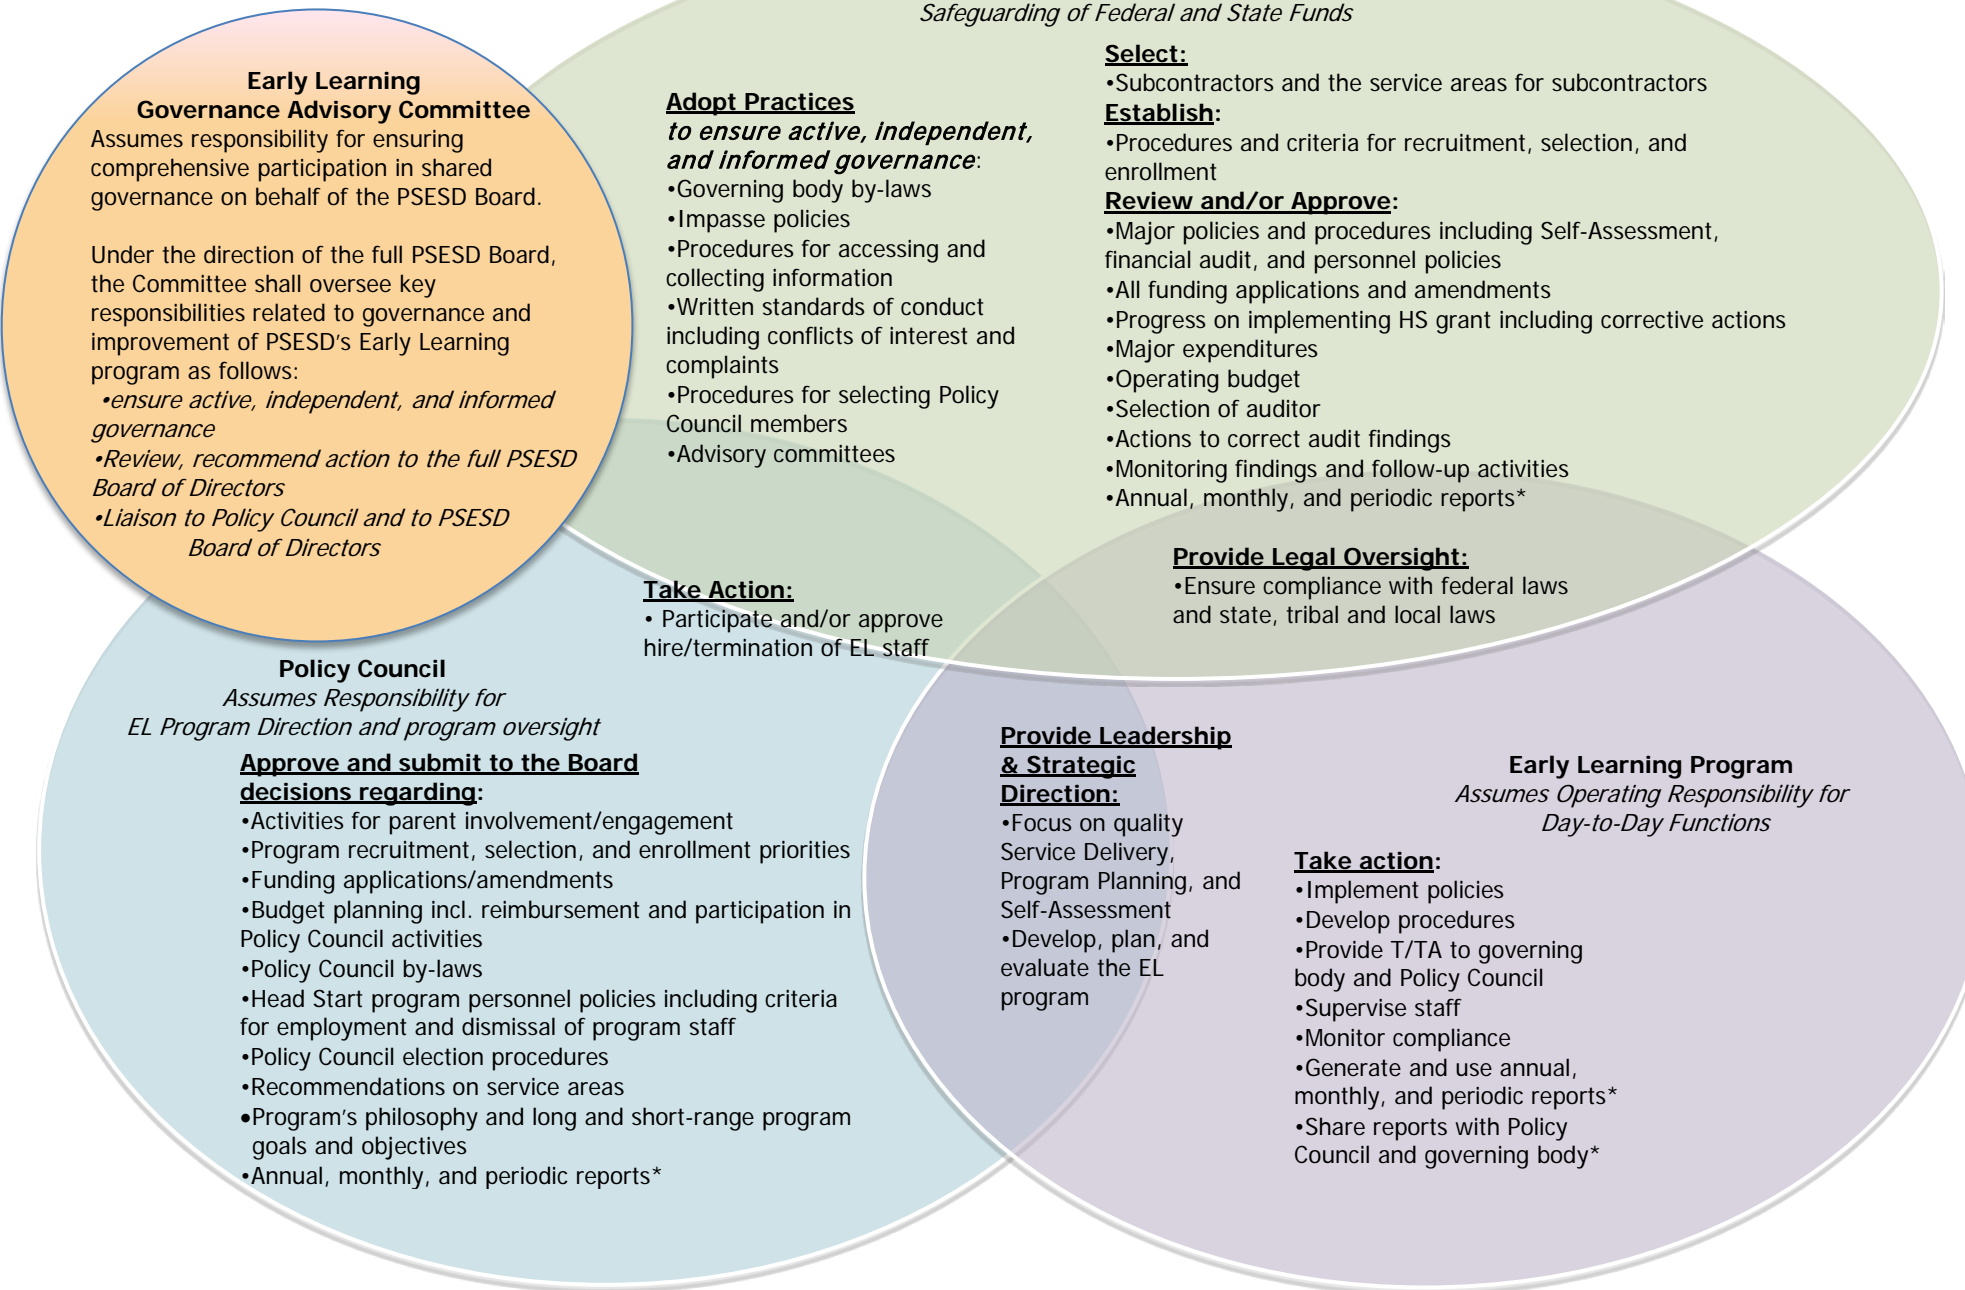 Safeguarding of Federal and State Funds
Early Learning
Governance Advisory Committee
Assumes responsibility for ensuring
comprehensive participation in shared
governance on behalf of the PSESD Board.
Under the direction of the full PSESD Board,
the Committee shall oversee key
responsibilities related to governance and
improvement of PSESD's Early Learning
program as follows:
•ensure active, independent, and informed
governance
•Review, recommend action to the full PSESD
Board of Directors
•Liaison to Policy Council and to PSESD
Board of Directors
Adopt Practices
to ensure active, independent,
and informed governance:
•Governing body by-laws
•Impasse policies
•Procedures for accessing and
collecting information
•Written standards of conduct
including conflicts of interest and
complaints
•Procedures for selecting Policy
Council members
•Advisory committees
Select:
•Subcontractors and the service areas for subcontractors
Establish:
•Procedures and criteria for recruitment, selection, and
enrollment
Review and/or Approve:
•Major policies and procedures including Self-Assessment,
financial audit, and personnel policies
•All funding applications and amendments
•Progress on implementing HS grant including corrective actions
•Major expenditures
•Operating budget
•Selection of auditor
•Actions to correct audit findings
•Monitoring findings and follow-up activities
•Annual, monthly, and periodic reports*
Take Action:
• Participate and/or approve
hire/termination of EL staff
Provide Legal Oversight:
•Ensure compliance with federal laws
and state, tribal and local laws
Policy Council
Assumes Responsibility for
EL Program Direction and program oversight
Approve and submit to the Board
decisions regarding:
•Activities for parent involvement/engagement
•Program recruitment, selection, and enrollment priorities
•Funding applications/amendments
•Budget planning incl. reimbursement and participation in
Policy Council activities
•Policy Council by-laws
•Head Start program personnel policies including criteria
for employment and dismissal of program staff
•Policy Council election procedures
•Recommendations on service areas
•Program's philosophy and long and short-range program
goals and objectives
•Annual, monthly, and periodic reports*
Provide Leadership
& Strategic
Direction:
•Focus on quality
Service Delivery,
Program Planning, and
Self-Assessment
•Develop, plan, and
evaluate the EL
program
Early Learning Program
Assumes Operating Responsibility for
Day-to-Day Functions
Take action:
•Implement policies
•Develop procedures
•Provide T/TA to governing
body and Policy Council
•Supervise staff
•Monitor compliance
•Generate and use annual,
monthly, and periodic reports*
•Share reports with Policy
Council and governing body*